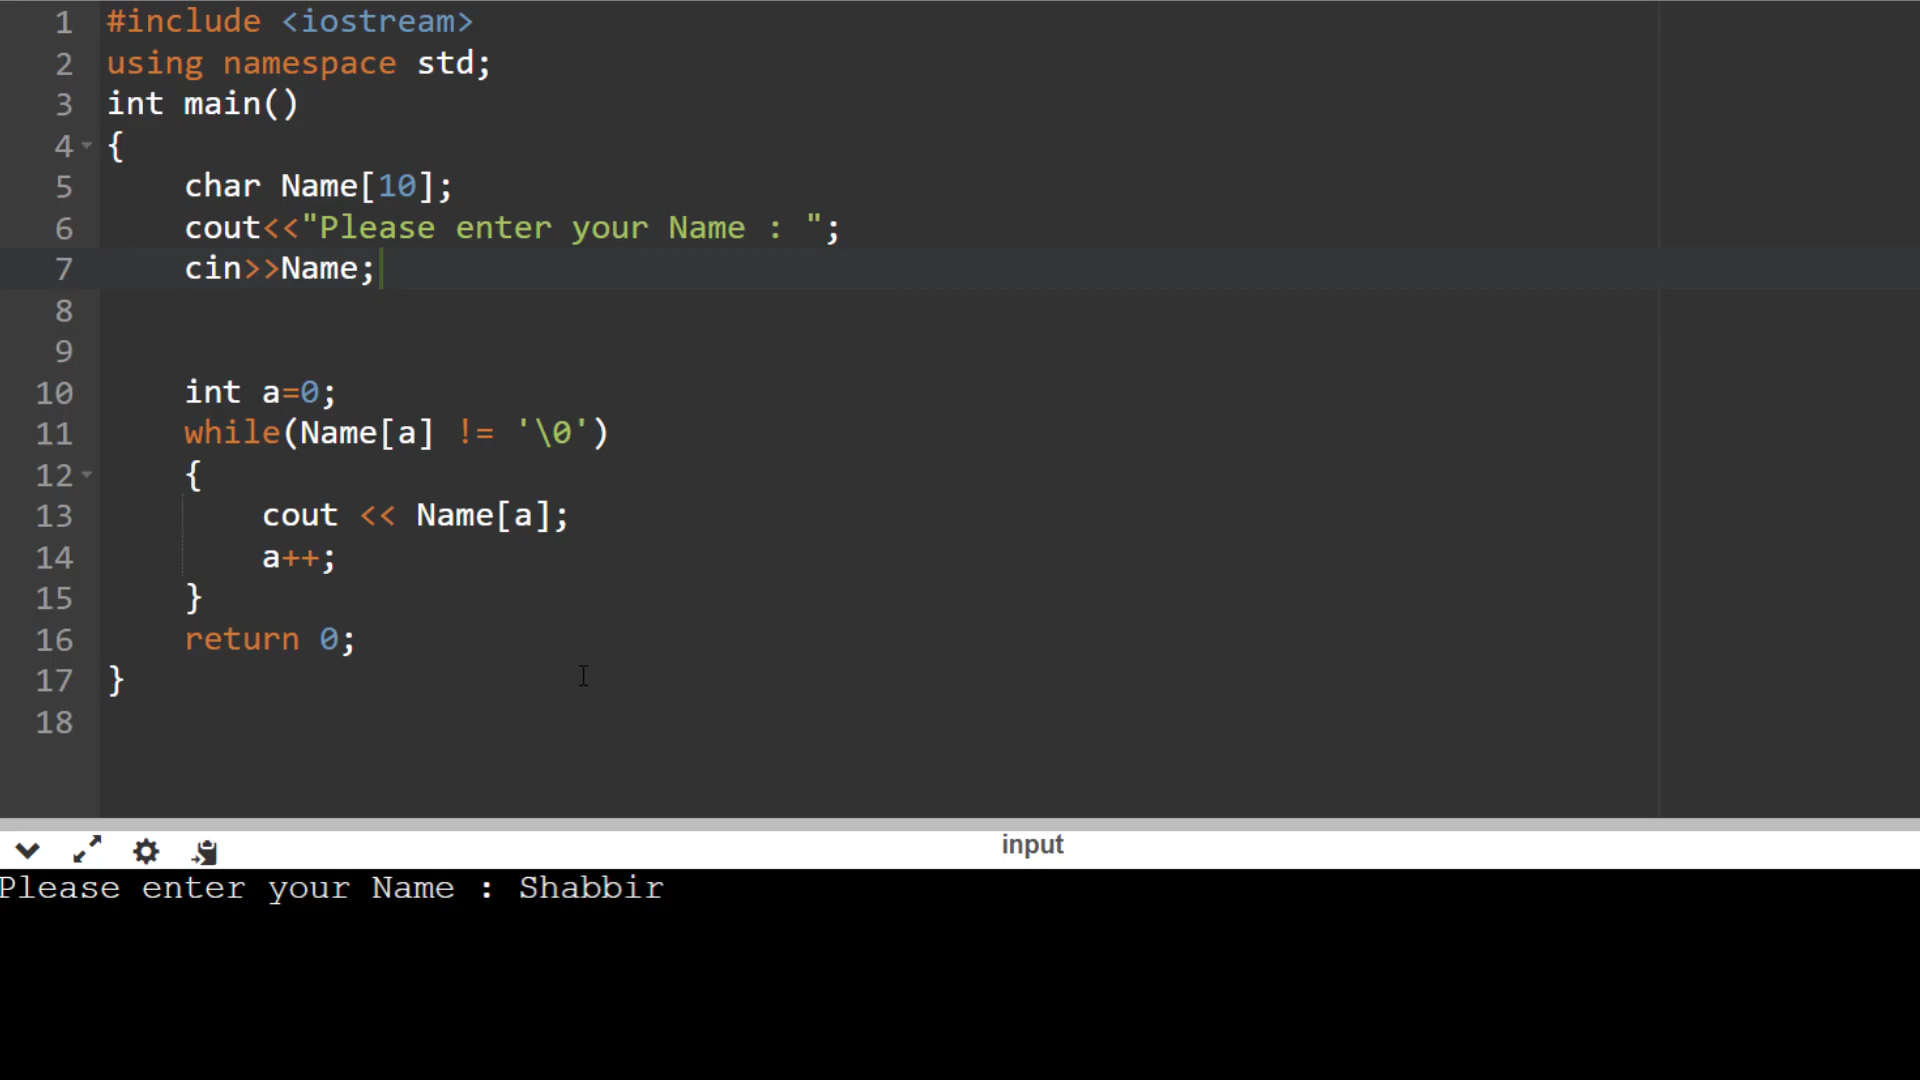 1 #include <iostream>
2 using namespace std;
3 int main()
4 {
5     char Name[10];
6     cout<<"Please enter your Name : ";
7     cin>>Name;
8
9
10     int a=0;
11     while(Name[a] != '\0')
12     {
13         cout << Name[a];
14         a++;
15     }
16     return 0;
17 }
18
input
Please enter your Name : Shabbir